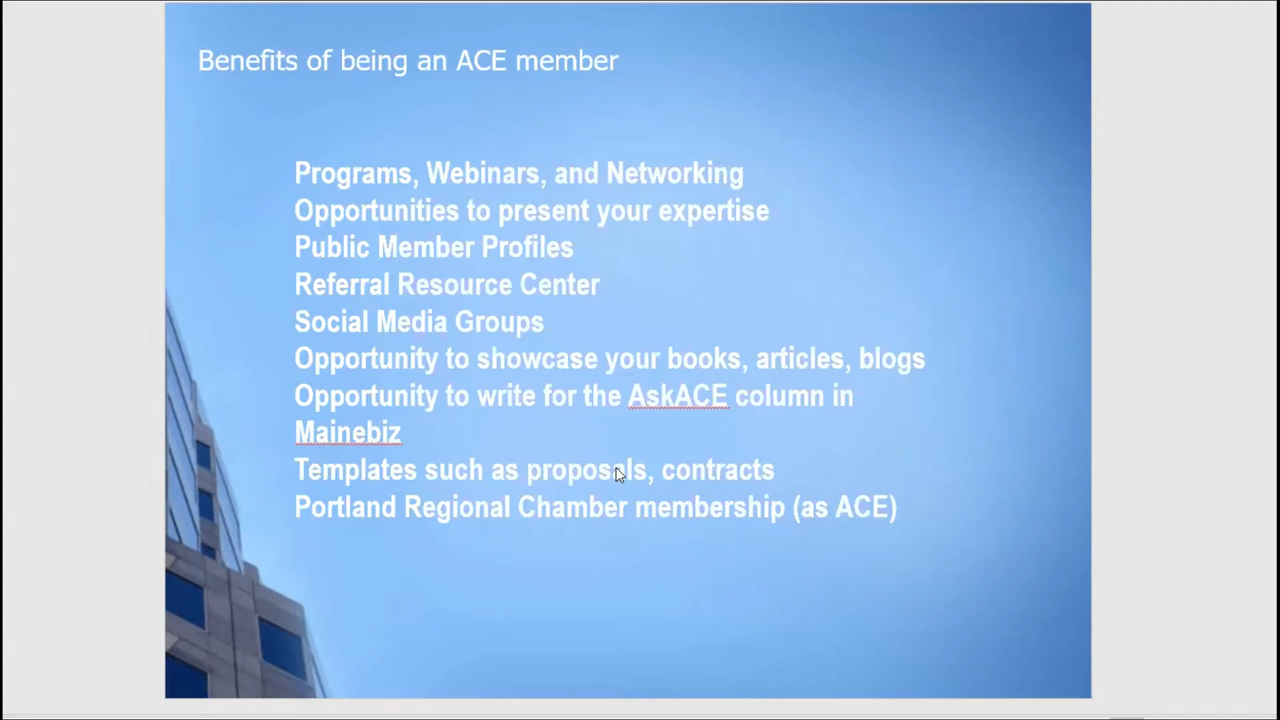 Benefits of being an ACE member
Programs, Webinars, and Networking
Opportunities to present your expertise
Public Member Profiles
Referral Resource Center
Social Media Groups
Opportunity to showcase your books, articles, blogs
Opportunity to write for the AskACE column in
Mainebiz
Templates such as proposals, contracts
Portland Regional Chamber membership (as ACE)